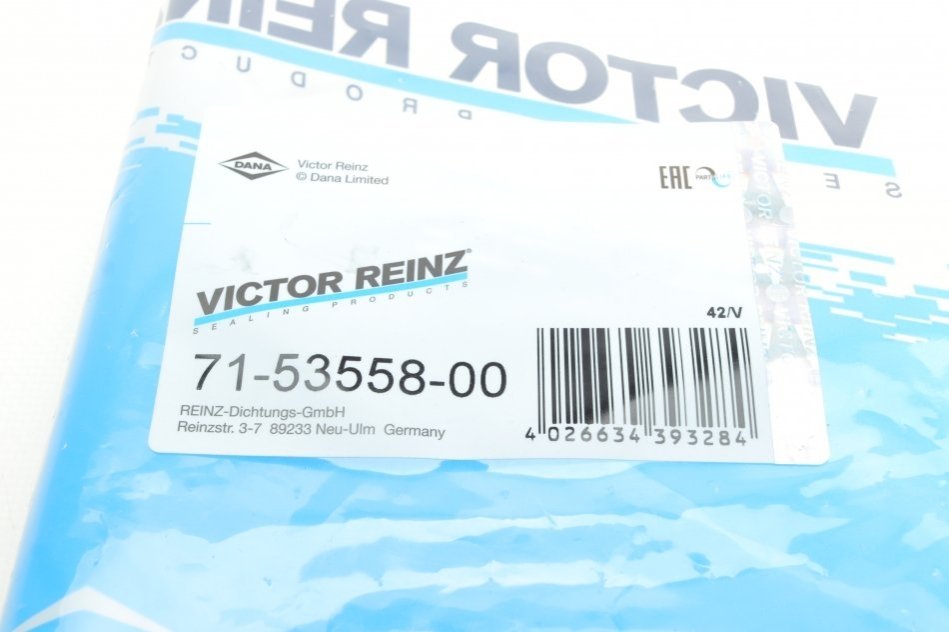 VICTOR REIN
PRODUC
S E
DANA
Victor Reinz
© Dana Limited
EAC
VICTOR REINZ®
SEALING PRODUCTS
42/V
71-53558-00
REINZ-Dichtungs-GmbH
Reinzstr. 3-7 89233 Neu-Ulm Germany
4 026634 393284